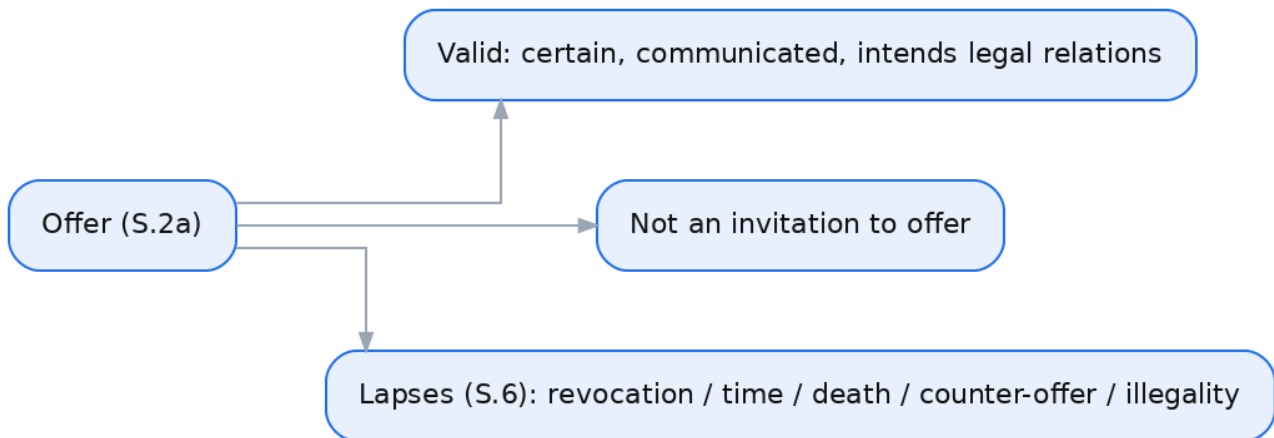 Valid: certain, communicated, intends legal relations
Offer (S.2a)
Not an invitation to offer
Lapses (S.6): revocation / time / death / counter-offer / illegality